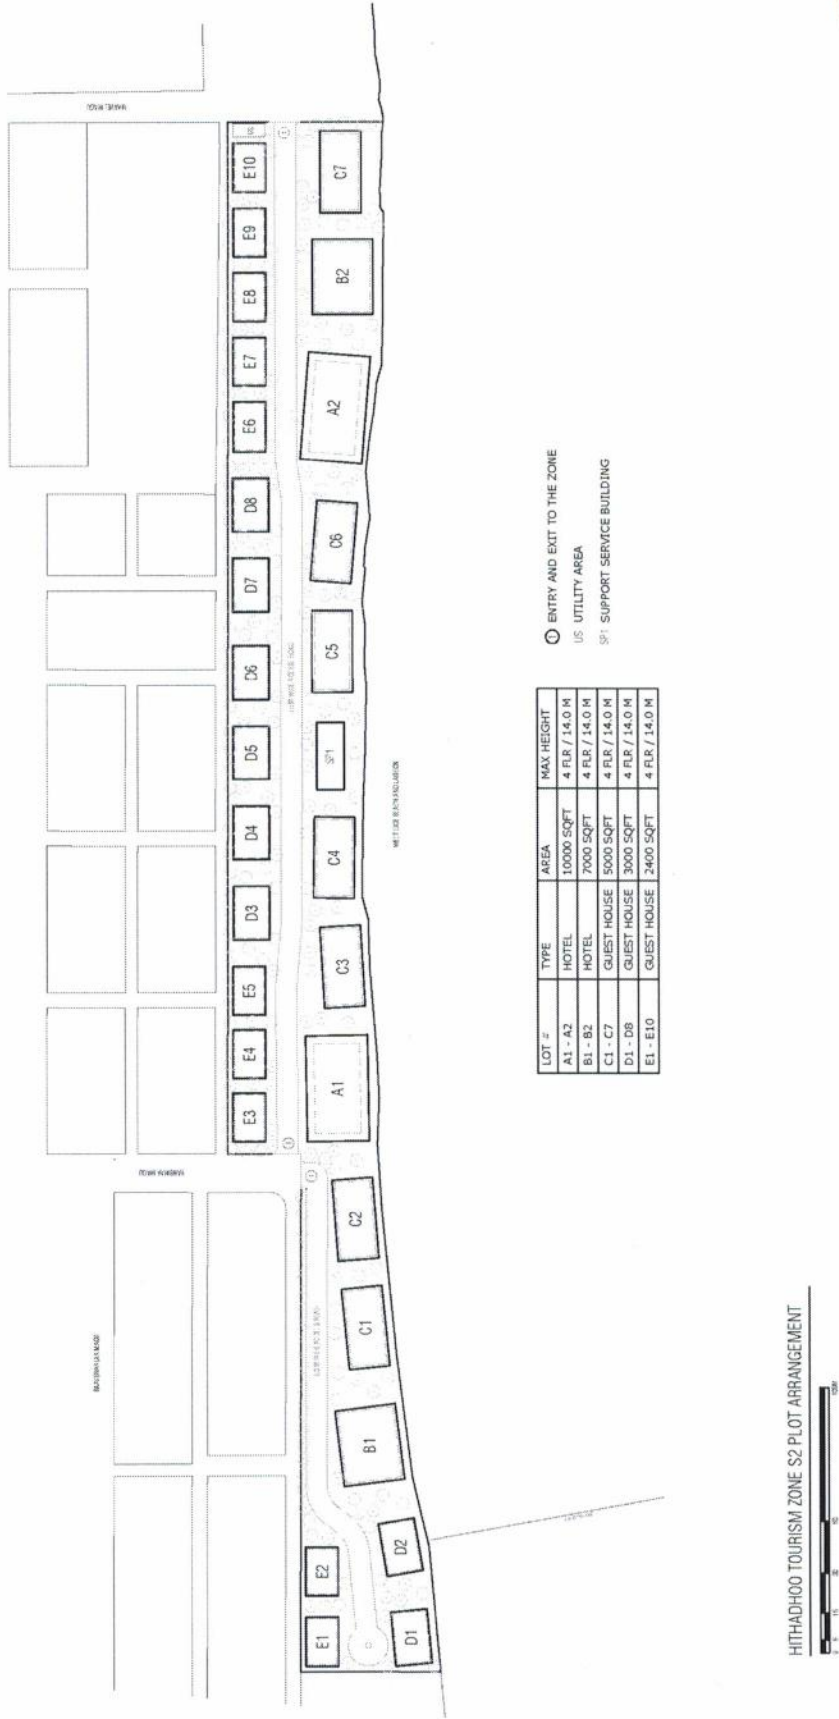 E10
E9
E8
E7
E6
D8
D7
D6
D5
D4
D3
E5
E4
E3
C7
B2
A2
C6
C5
SP1
C4
C3
A1
C2
C1
B1
D2
D1
E2
E1
① ENTRY AND EXIT TO THE ZONE
US UTILITY AREA
SP1 SUPPORT SERVICE BUILDING
LOT # TYPE AREA MAX HEIGHT
A1 - A2 HOTEL 10000 SQFT 4 FLR / 14.0 M
B1 - B2 HOTEL 7000 SQFT 4 FLR / 14.0 M
C1 - C7 GUEST HOUSE 5000 SQFT 4 FLR / 14.0 M
D1 - D8 GUEST HOUSE 3000 SQFT 4 FLR / 14.0 M
E1 - E10 GUEST HOUSE 2400 SQFT 4 FLR / 14.0 M
HITHADHOO TOURISM ZONE S2 PLOT ARRANGEMENT